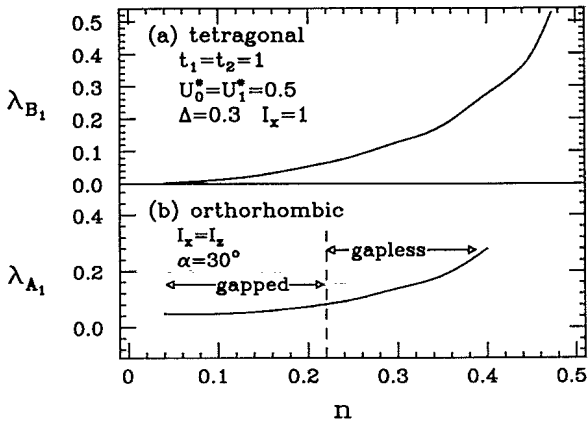 0.5
(a) tetragonal
0.4
t₁=t₂=1
0.3
U₀*=U₁*=0.5
λ_B₁
0.2
Δ=0.3 Iₓ=1
0.1
0.0
(b) orthorhombic
0.4
Iₓ=I_z
gapless
α=30°
λ_A₁
0.2
gapped
0.0
0 0.1 0.2 0.3 0.4 0.5
n